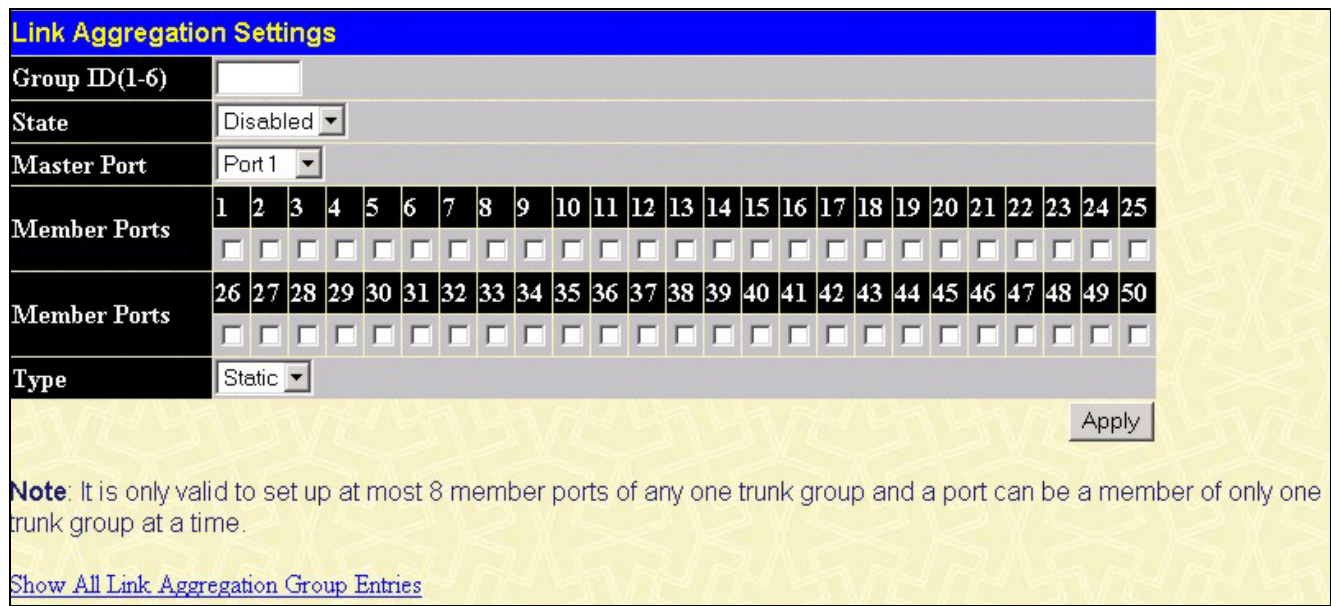 Link Aggregation Settings
Group ID(1-6)
State Disabled
Master Port Port 1
Member Ports 1 2 3 4 5 6 7 8 9 10 11 12 13 14 15 16 17 18 19 20 21 22 23 24 25
Member Ports 26 27 28 29 30 31 32 33 34 35 36 37 38 39 40 41 42 43 44 45 46 47 48 49 50
Type Static
Apply
Note: It is only valid to set up at most 8 member ports of any one trunk group and a port can be a member of only one
trunk group at a time.
Show All Link Aggregation Group Entries